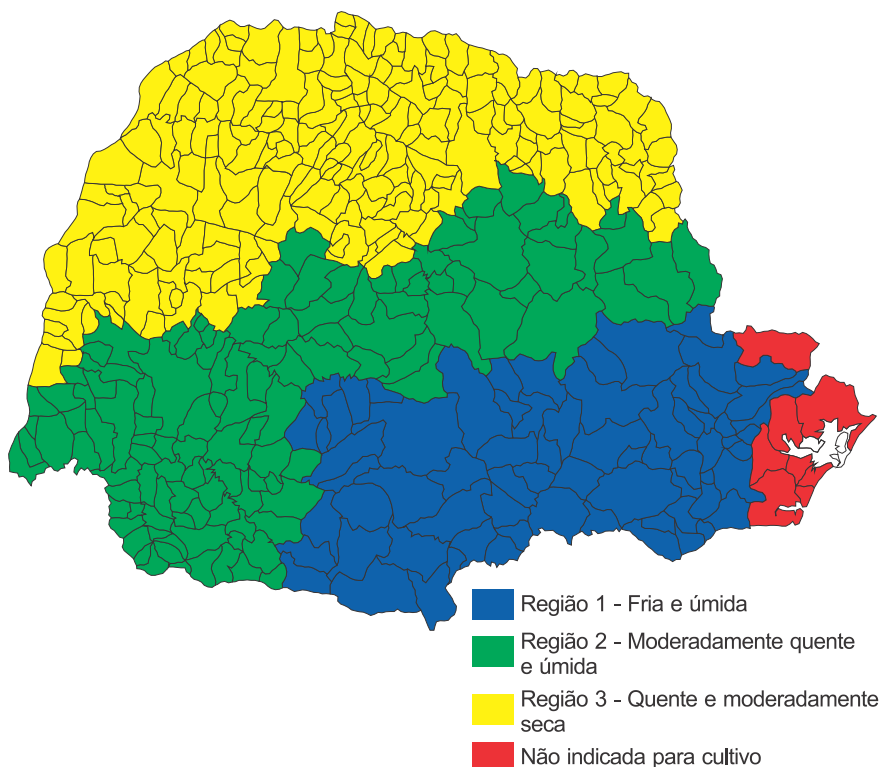 Região 1 - Fria e úmida
Região 2 - Moderadamente quente
e úmida
Região 3 - Quente e moderadamente
seca
Não indicada para cultivo